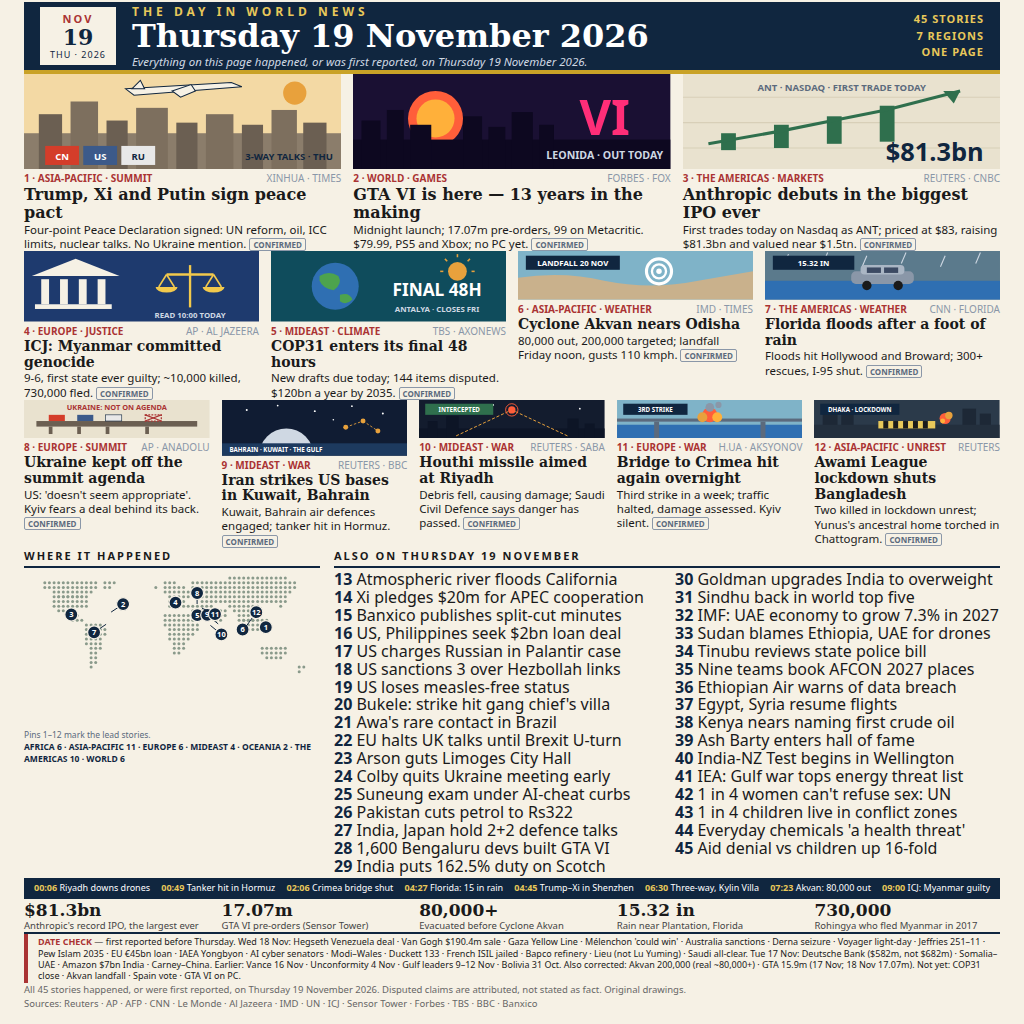 NOV
19
THU · 2026
THE DAY IN WORLD NEWS
Thursday 19 November 2026
Everything on this page happened, or was first reported, on Thursday 19 November 2026.
45 STORIES
7 REGIONS
ONE PAGE
CN US RU
3-WAY TALKS · THU
1 · ASIA-PACIFIC · SUMMIT XINHUA · TIMES
Trump, Xi and Putin sign peace
pact
Four-point Peace Declaration signed: UN reform, oil, ICC
limits, nuclear talks. No Ukraine mention. CONFIRMED
VI
LEONIDA · OUT TODAY
2 · WORLD · GAMES FORBES · FOX
GTA VI is here — 13 years in the
making
Midnight launch; 17.07m pre-orders, 99 on Metacritic.
$79.99, PS5 and Xbox; no PC yet. CONFIRMED
ANT · NASDAQ · FIRST TRADE TODAY
$81.3bn
3 · THE AMERICAS · MARKETS REUTERS · CNBC
Anthropic debuts in the biggest
IPO ever
First trades today on Nasdaq as ANT; priced at $83, raising
$81.3bn and valued near $1.5tn. CONFIRMED
READ 10:00 TODAY
4 · EUROPE · JUSTICE AP · AL JAZEERA
ICJ: Myanmar committed
genocide
9-6, first state ever guilty; ~10,000 killed,
730,000 fled. CONFIRMED
FINAL 48H
ANTALYA · CLOSES FRI
5 · MIDEAST · CLIMATE TBS · AXONEWS
COP31 enters its final 48
hours
New drafts due today; 144 items disputed.
$120bn a year by 2035. CONFIRMED
LANDFALL 20 NOV
6 · ASIA-PACIFIC · WEATHER IMD · TIMES
Cyclone Akvan nears Odisha
80,000 out, 200,000 targeted; landfall
Friday noon, gusts 110 kmph. CONFIRMED
15.32 IN
7 · THE AMERICAS · WEATHER CNN · FLORIDA
Florida floods after a foot of
rain
Floods hit Hollywood and Broward; 300+
rescues, I-95 shut. CONFIRMED
UKRAINE: NOT ON AGENDA
8 · EUROPE · SUMMIT AP · ANADOLU
Ukraine kept off the
summit agenda
US: 'doesn't seem appropriate'.
Kyiv fears a deal behind its back.
CONFIRMED
BAHRAIN · KUWAIT · THE GULF
9 · MIDEAST · WAR REUTERS · BBC
Iran strikes US bases
in Kuwait, Bahrain
Kuwait, Bahrain air defences
engaged; tanker hit in Hormuz.
CONFIRMED
INTERCEPTED
10 · MIDEAST · WAR REUTERS · SABA
Houthi missile aimed
at Riyadh
Debris fell, causing damage; Saudi
Civil Defence says danger has
passed. CONFIRMED
3RD STRIKE
11 · EUROPE · WAR H.UA · AKSYONOV
Bridge to Crimea hit
again overnight
Third strike in a week; traffic
halted, damage assessed. Kyiv
silent. CONFIRMED
DHAKA · LOCKDOWN
12 · ASIA-PACIFIC · UNREST REUTERS
Awami League
lockdown shuts
Bangladesh
Two killed in lockdown unrest;
Yunus's ancestral home torched in
Chattogram. CONFIRMED
WHERE IT HAPPENED
3
2
7
4
8
5
9
11
10
6
12
1
Pins 1–12 mark the lead stories.
AFRICA 6 · ASIA-PACIFIC 11 · EUROPE 6 · MIDEAST 4 · OCEANIA 2 · THE
AMERICAS 10 · WORLD 6
ALSO ON THURSDAY 19 NOVEMBER
13 Atmospheric river floods California
14 Xi pledges $20m for APEC cooperation
15 Banxico publishes split-cut minutes
16 US, Philippines seek $2bn loan deal
17 US charges Russian in Palantir case
18 US sanctions 3 over Hezbollah links
19 US loses measles-free status
20 Bukele: strike hit gang chief's villa
21 Awa's rare contact in Brazil
22 EU halts UK talks until Brexit U-turn
23 Arson guts Limoges City Hall
24 Colby quits Ukraine meeting early
25 Suneung exam under AI-cheat curbs
26 Pakistan cuts petrol to Rs322
27 India, Japan hold 2+2 defence talks
28 1,600 Bengaluru devs built GTA VI
29 India puts 162.5% duty on Scotch
30 Goldman upgrades India to overweight
31 Sindhu back in world top five
32 IMF: UAE economy to grow 7.3% in 2027
33 Sudan blames Ethiopia, UAE for drones
34 Tinubu reviews state police bill
35 Nine teams book AFCON 2027 places
36 Ethiopian Air warns of data breach
37 Egypt, Syria resume flights
38 Kenya nears naming first crude oil
39 Ash Barty enters hall of fame
40 India-NZ Test begins in Wellington
41 IEA: Gulf war tops energy threat list
42 1 in 4 women can't refuse sex: UN
43 1 in 4 children live in conflict zones
44 Everyday chemicals 'a health threat'
45 Aid denial vs children up 16-fold
00:06 Riyadh downs drones 00:49 Tanker hit in Hormuz 02:06 Crimea bridge shut 04:27 Florida: 15 in rain 04:45 Trump–Xi in Shenzhen 06:30 Three-way, Kylin Villa 07:23 Akvan: 80,000 out 09:00 ICJ: Myanmar guilty
$81.3bn
Anthropic's record IPO, the largest ever
17.07m
GTA VI pre-orders (Sensor Tower)
80,000+
Evacuated before Cyclone Akvan
15.32 in
Rain near Plantation, Florida
730,000
Rohingya who fled Myanmar in 2017
DATE CHECK — first reported before Thursday. Wed 18 Nov: Hegseth Venezuela deal · Van Gogh $190.4m sale · Gaza Yellow Line · Mélenchon 'could win' · Australia sanctions · Derna seizure · Voyager light-day · Jeffries 251–11 ·
Pew Islam 2035 · EU €45bn loan · IAEA Yongbyon · AI cyber senators · Modi–Wales · Duckett 133 · French ISIL jailed · Bapco refinery · Lieu (not Lu Yuming) · Saudi all-clear. Tue 17 Nov: Deutsche Bank ($582m, not $682m) · Somalia–
UAE · Amazon $7bn India · Carney–China. Earlier: Vance 16 Nov · Unconformity 4 Nov · Gulf leaders 9–12 Nov · Bolivia 31 Oct. Also corrected: Akvan 200,000 (real ~80,000+) · GTA 15.9m (17 Nov; 18 Nov 17.07m). Not yet: COP31
close · Akvan landfall · Spain vote · GTA VI on PC.
All 45 stories happened, or were first reported, on Thursday 19 November 2026. Disputed claims are attributed, not stated as fact. Original drawings.
Sources: Reuters · AP · AFP · CNN · Le Monde · Al Jazeera · IMD · UN · ICJ · Sensor Tower · Forbes · TBS · BBC · Banxico